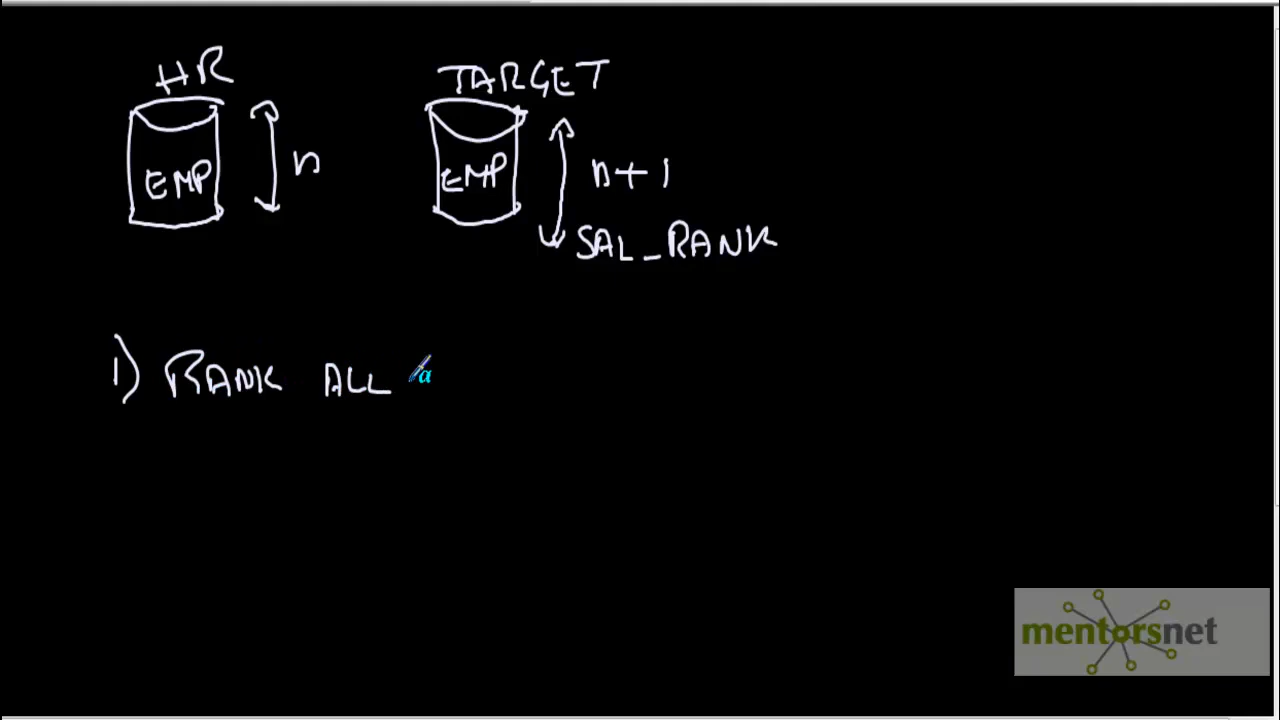 HR TARGET
EMP n EMP n+1
SAL_RANK
1) RANK ALL
mentorsnet